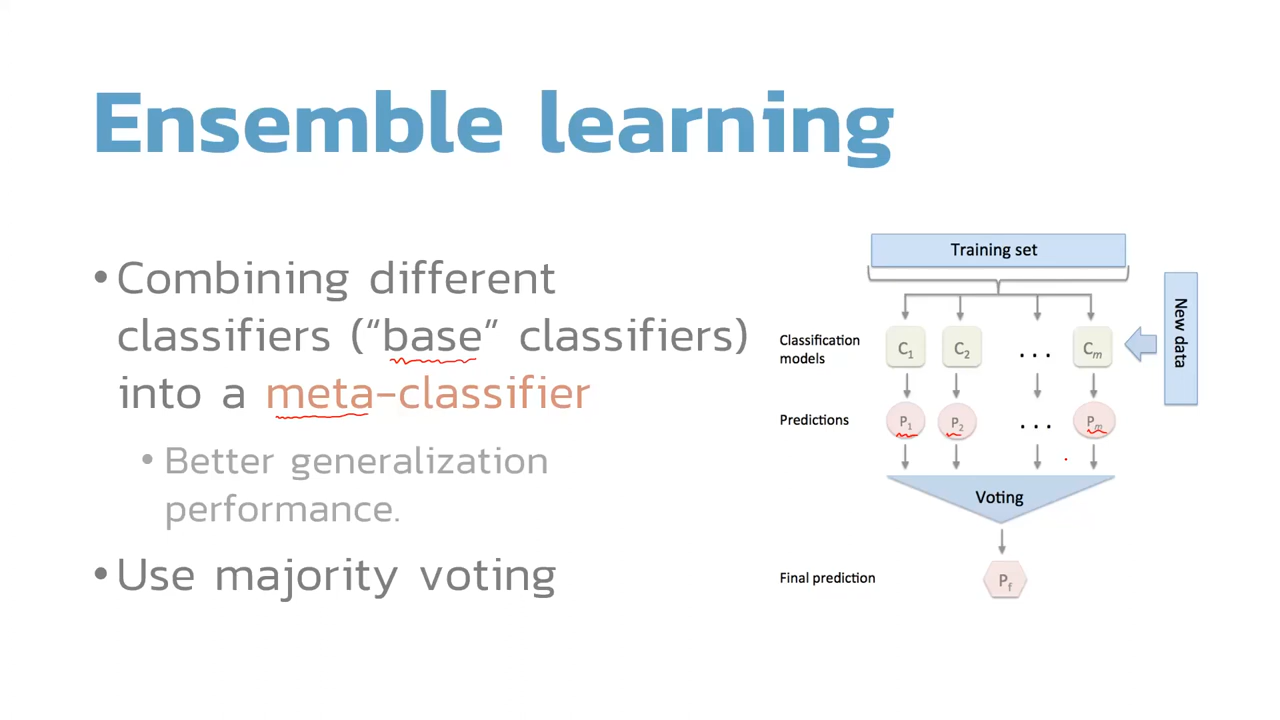 Ensemble learning
• Combining different
classifiers (“base” classifiers)
into a meta-classifier
• Better generalization
performance.
• Use majority voting
Training set
New data
Classification
models
C1 C2 ... Cm
Predictions
P1 P2 ... Pm
Voting
Final prediction
Pf